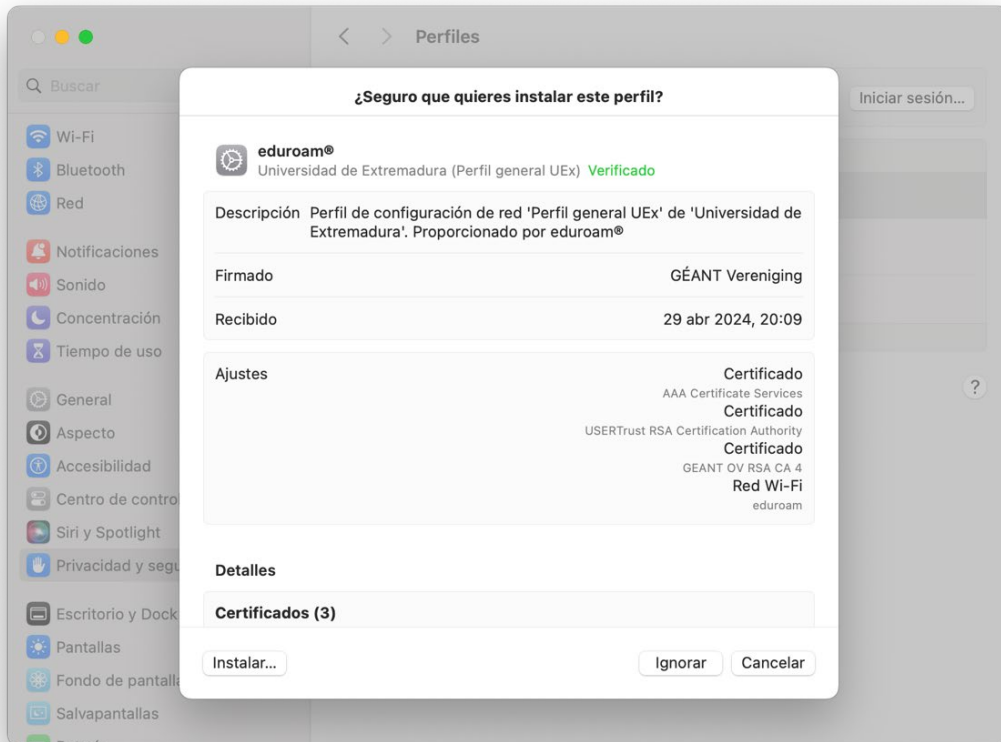 Perfiles
Buscar
Iniciar sesión...
Wi-Fi
Bluetooth
Red
Notificaciones
Sonido
Concentración
Tiempo de uso
General
Aspecto
Accesibilidad
Centro de contro
Siri y Spotlight
Privacidad y segu
Escritorio y Dock
Pantallas
Fondo de pantalla
Salvapantallas
?
¿Seguro que quieres instalar este perfil?
eduroam®
Universidad de Extremadura (Perfil general UEx) Verificado
Descripción Perfil de configuración de red 'Perfil general UEx' de 'Universidad de
Extremadura'. Proporcionado por eduroam®
Firmado GÉANT Vereniging
Recibido 29 abr 2024, 20:09
Ajustes Certificado
AAA Certificate Services
Certificado
USERTrust RSA Certification Authority
Certificado
GEANT OV RSA CA 4
Red Wi-Fi
eduroam
Detalles
Certificados (3)
Instalar... Ignorar Cancelar